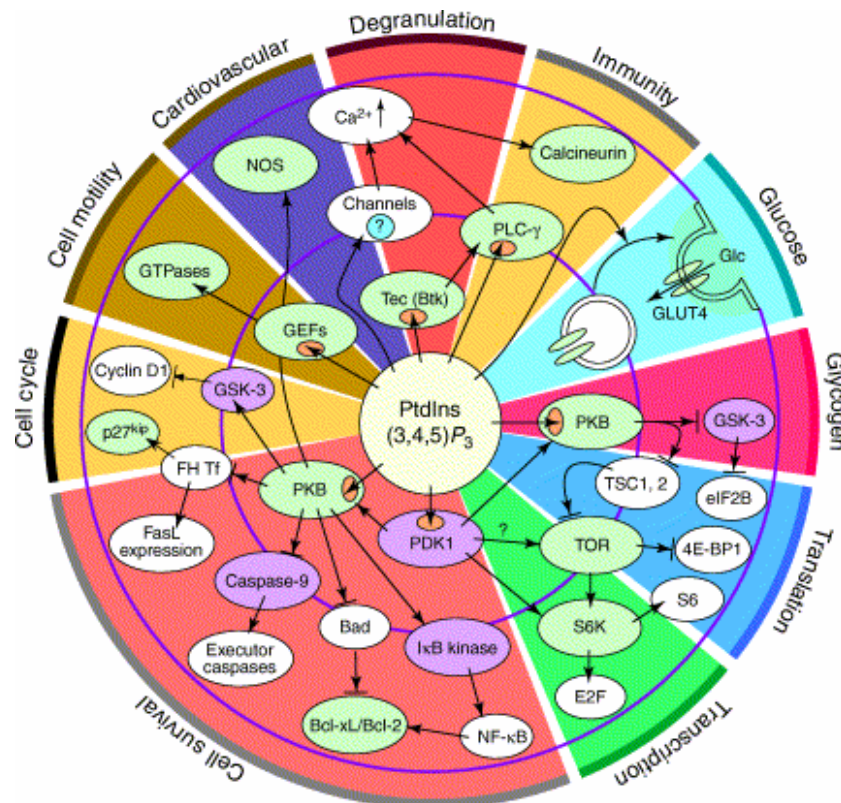 Degranulation
Cardiovascular
Immunity
Cell motility
Glucose
Cell cycle
Glycogen
Translation
Transcription
Cell survival
Ca²⁺
NOS
Calcineurin
Channels
?
PLC-γ
Glc
GLUT4
GTPases
Tec (Btk)
GEFs
Cyclin D1
GSK-3
p27ᵏⁱᵖ
FH Tf
PtdIns
(3,4,5)P₃
PKB
GSK-3
TSC1, 2
eIF2B
PKB
FasL
expression
PDK1
?
TOR
4E-BP1
Caspase-9
S6
Executor
caspases
Bad
IκB kinase
S6K
Bcl-xL/Bcl-2
NF-κB
E2F